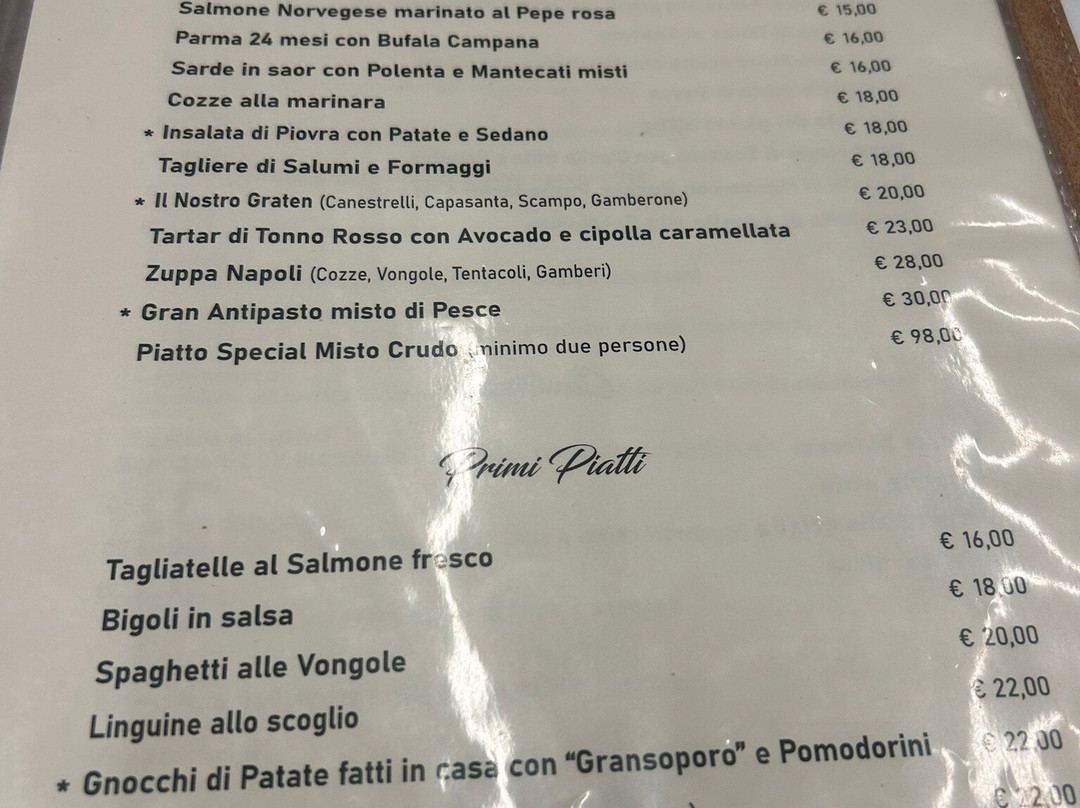 Salmone Norvegese marinato al Pepe rosa € 15,00
Parma 24 mesi con Bufala Campana € 16,00
Sarde in saor con Polenta e Mantecati misti € 16,00
Cozze alla marinara € 18,00
* Insalata di Piovra con Patate e Sedano € 18,00
Tagliere di Salumi e Formaggi € 18,00
* Il Nostro Graten (Canestrelli, Capasanta, Scampo, Gamberone) € 20,00
Tartar di Tonno Rosso con Avocado e cipolla caramellata € 23,00
Zuppa Napoli (Cozze, Vongole, Tentacoli, Gamberi) € 28,00
* Gran Antipasto misto di Pesce € 30,00
Piatto Special Misto Crudo (minimo due persone) € 98,00
Primi Piatti
Tagliatelle al Salmone fresco € 16,00
Bigoli in salsa € 18,00
Spaghetti alle Vongole € 20,00
Linguine allo scoglio € 22,00
* Gnocchi di Patate fatti in casa con “Gransoporo” e Pomodorini € 22,00